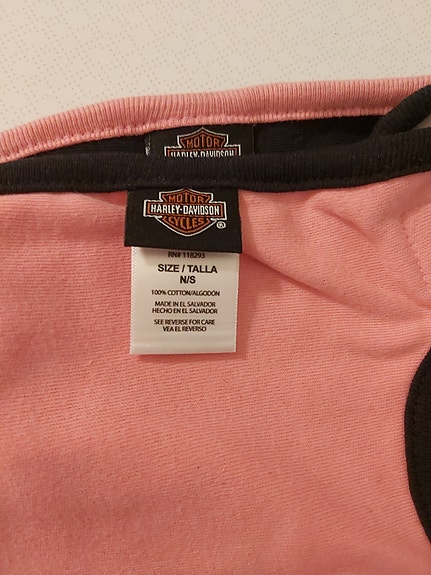 MOTOR
HARLEY-DAVIDSON
MOTOR
HARLEY-DAVIDSON
CYCLES
®
RN# 118293
SIZE / TALLA
N/S
100% COTTON/ALGODÓN
MADE IN EL SALVADOR
HECHO EN EL SALVADOR
SEE REVERSE FOR CARE
VEA EL REVERSO